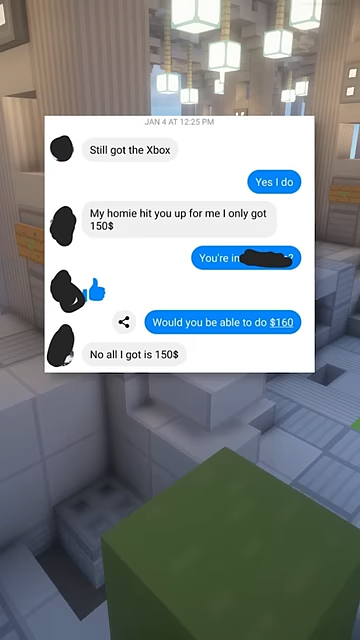 JAN 4 AT 12:25 PM
Still got the Xbox
Yes I do
My homie hit you up for me I only got
150$
You're in ?
Would you be able to do $160
No all I got is 150$